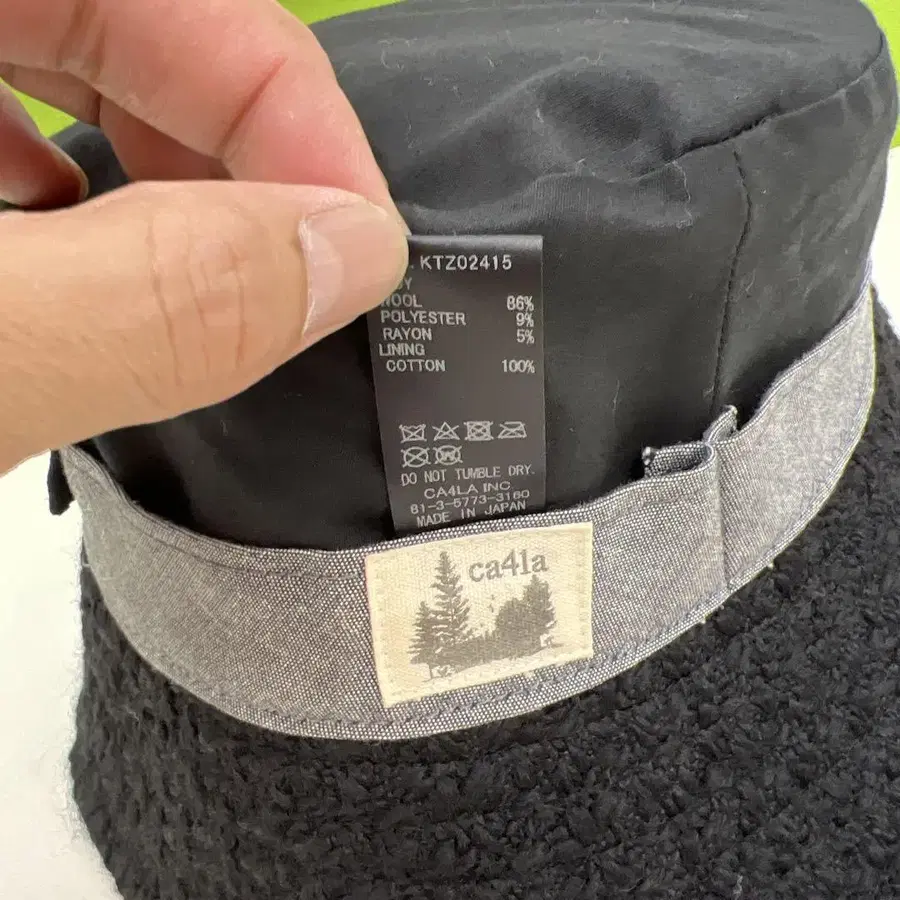 . KTZ02415
WOOL 86%
POLYESTER 9%
RAYON 5%
LINING
COTTON 100%
DO NOT TUMBLE DRY.
CA4LA INC
81-3-5773-3160
MADE IN JAPAN
ca4la